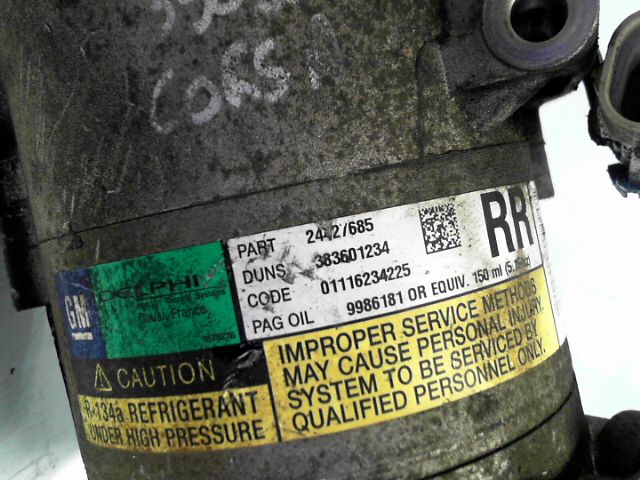 CORSA
GM
DELPHI
Douai, France
PART 24427685
DUNS 383601234
CODE 01116234225
PAG OIL 9986181 OR EQUIV. 150 ml
RR
CAUTION
R-134a REFRIGERANT
UNDER HIGH PRESSURE
IMPROPER SERVICE METHODS
MAY CAUSE PERSONAL INJURY.
SYSTEM TO BE SERVICED BY
QUALIFIED PERSONNEL ONLY.